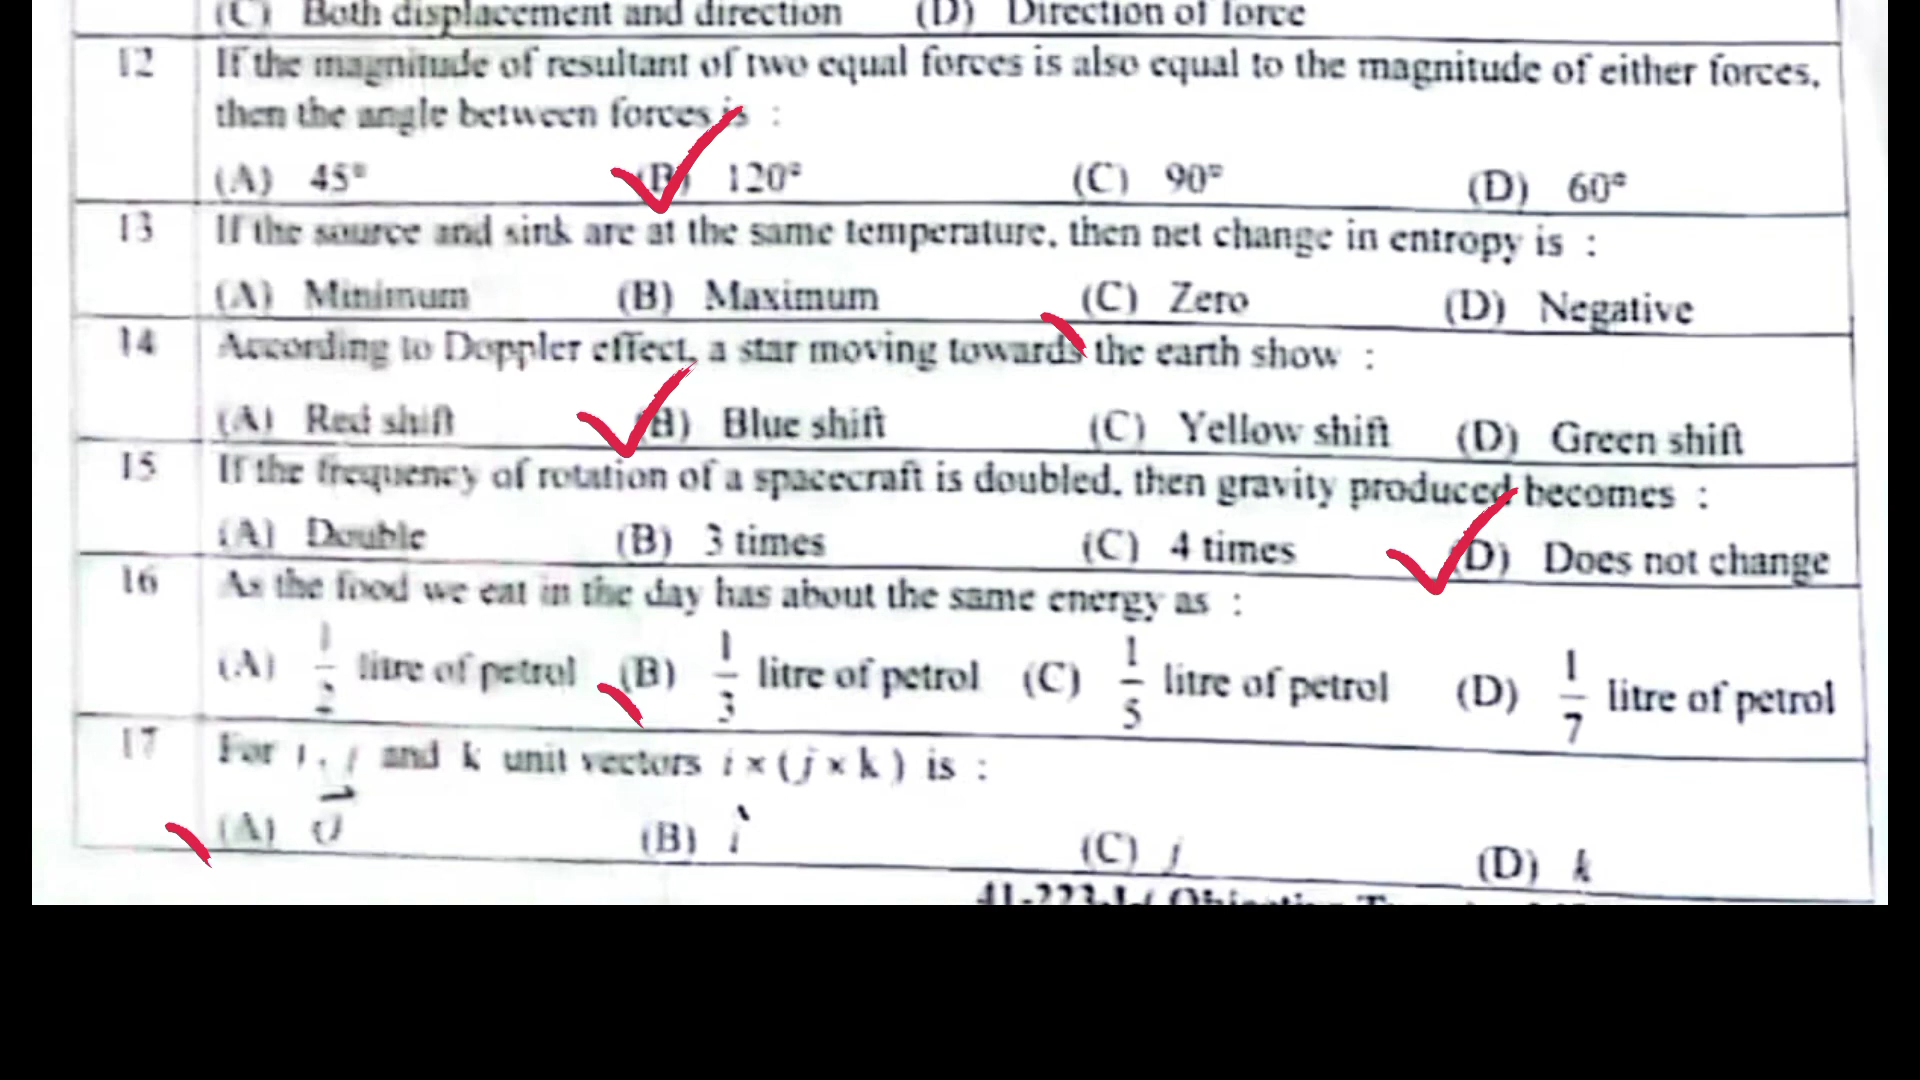 (C) Both displacement and direction (D) Direction of force
12 If the magnitude of resultant of two equal forces is also equal to the magnitude of either forces,
then the angle between forces is :
(A) 45° (B) 120° (C) 90° (D) 60°
13 If the source and sink are at the same temperature, then net change in entropy is :
(A) Minimum (B) Maximum (C) Zero (D) Negative
14 According to Doppler effect, a star moving towards the earth show :
(A) Red shift (B) Blue shift (C) Yellow shift (D) Green shift
15 If the frequency of rotation of a spacecraft is doubled, then gravity produced becomes :
(A) Double (B) 3 times (C) 4 times (D) Does not change
16 As the food we eat in the day has about the same energy as :
(A) 1/2 litre of petrol (B) 1/3 litre of petrol (C) 1/5 litre of petrol (D) 1/7 litre of petrol
17 For i, j and k unit vectors i × ( j × k ) is :
(A) (B) i (C) j (D) k
41-223-I-